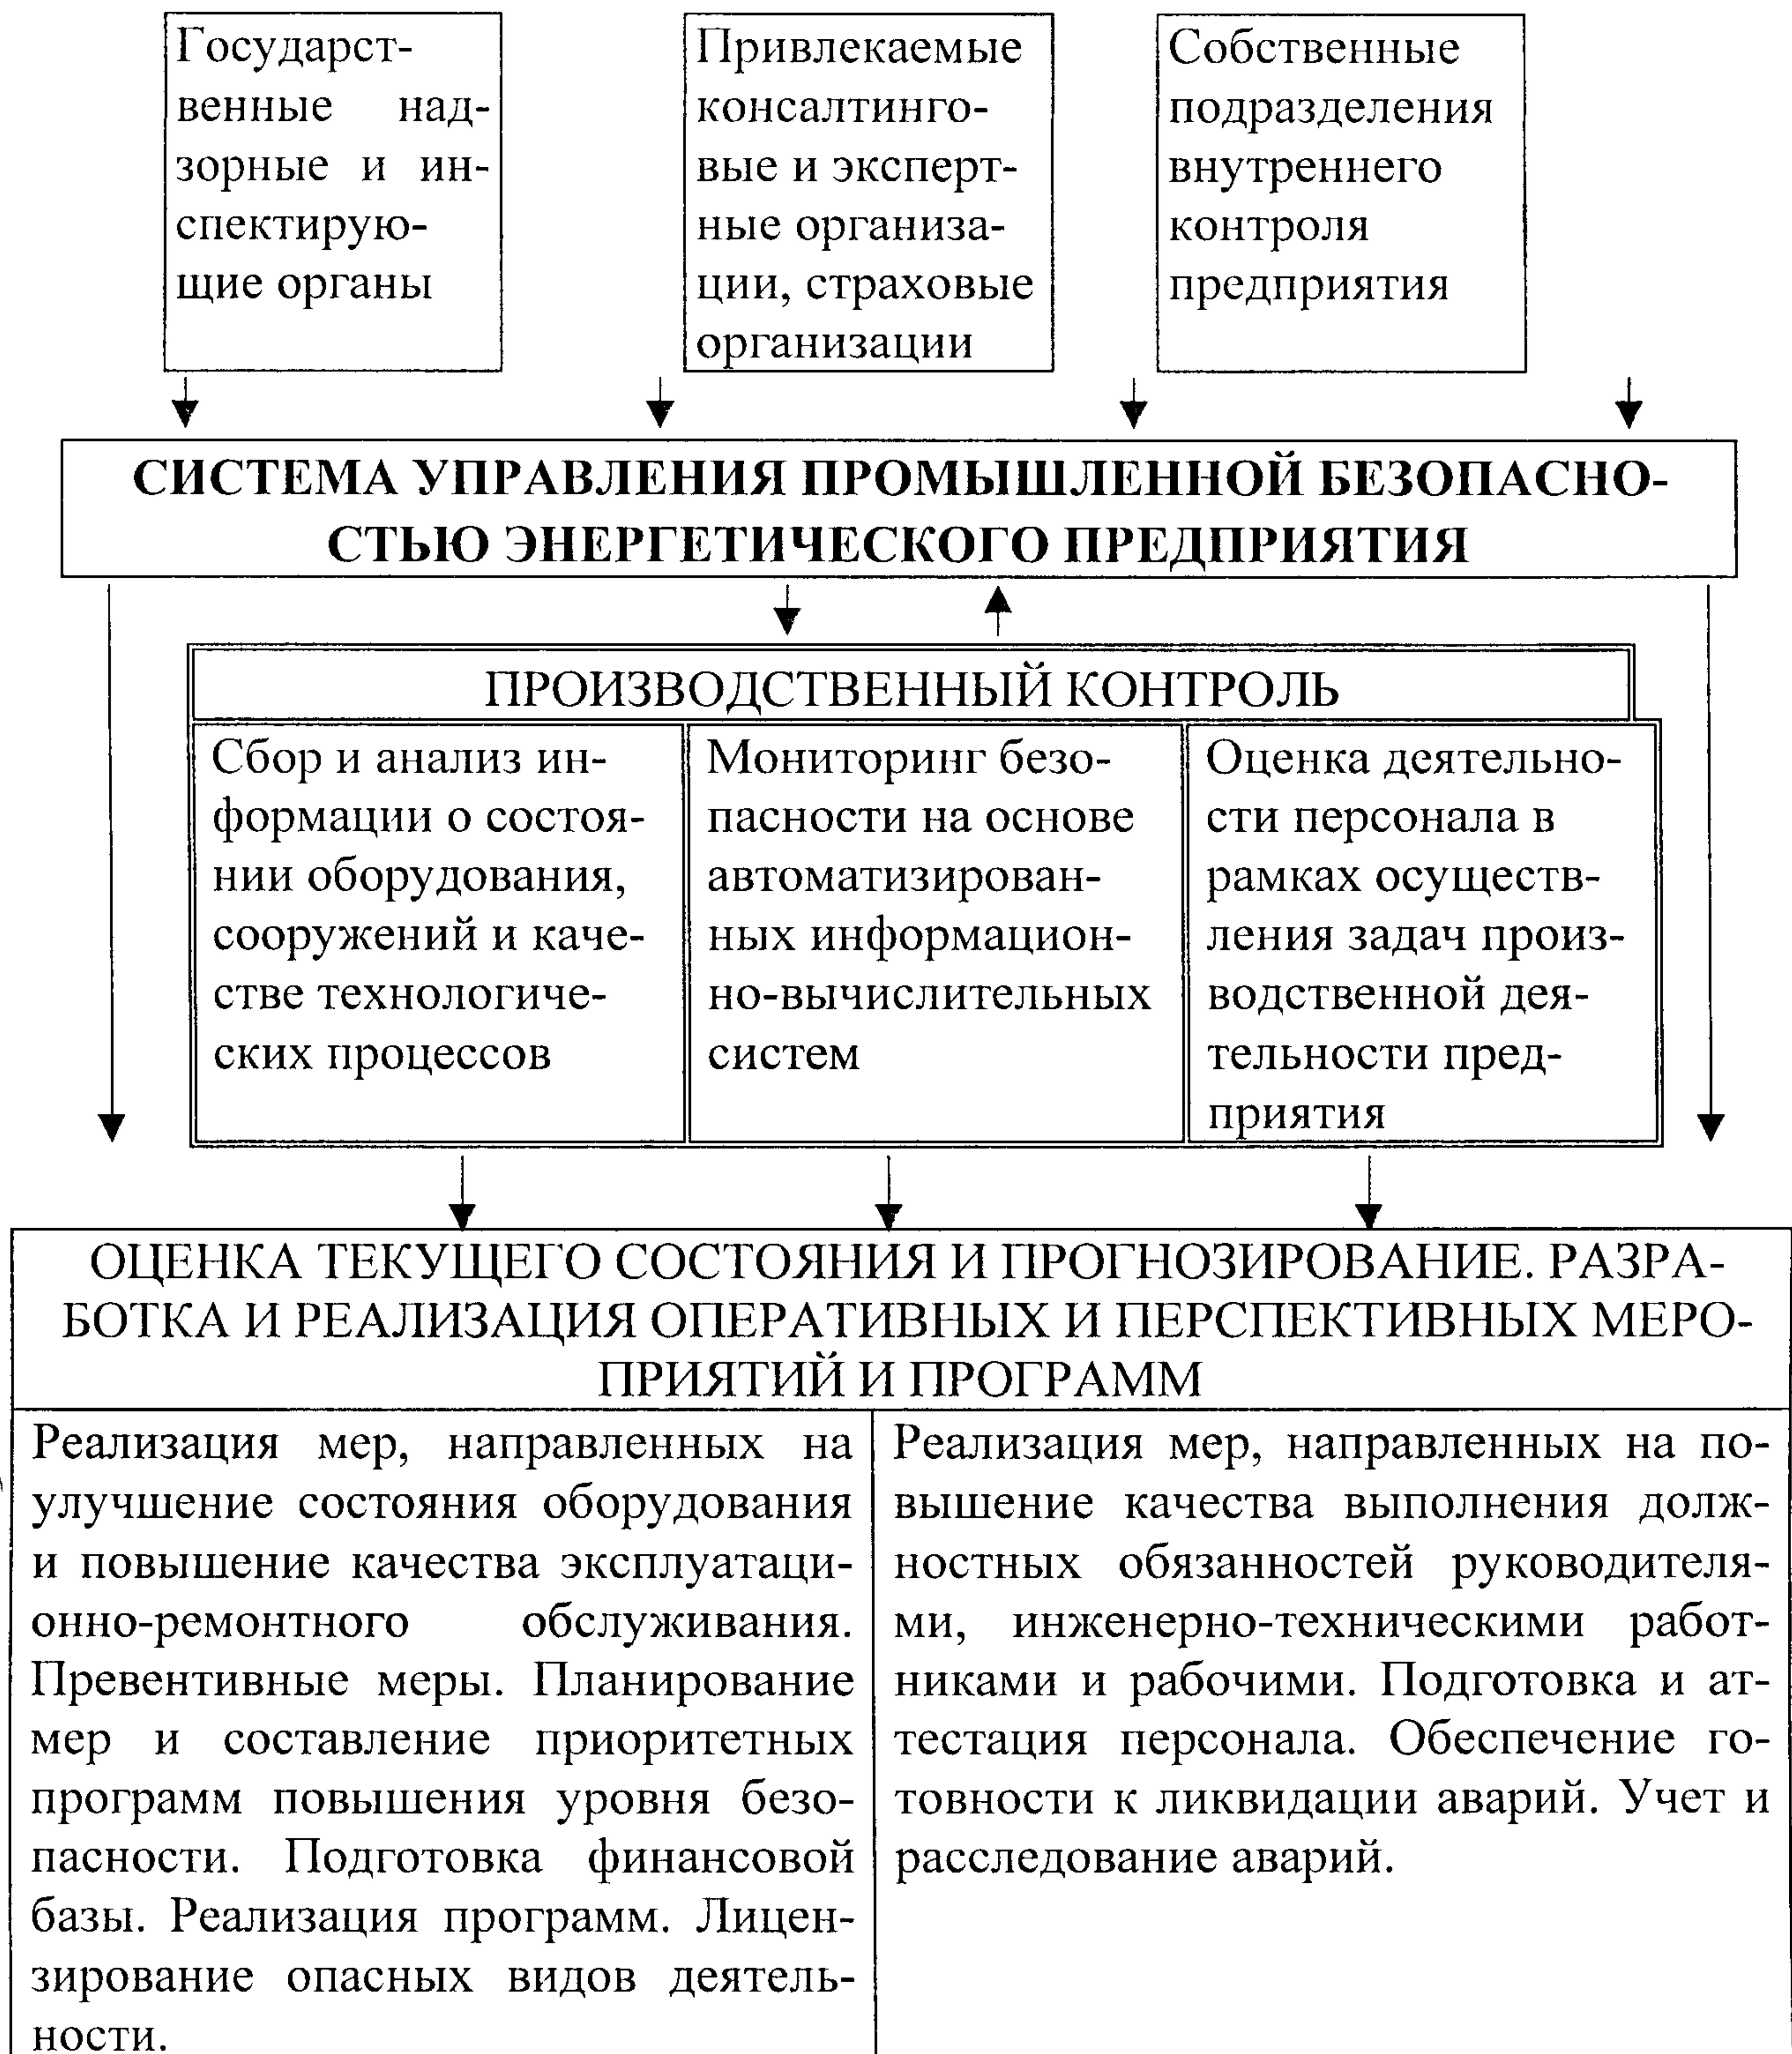 Государст-
венные над-
зорные и ин-
спектирую-
щие органы
Привлекаемые
консалтинго-
вые и эксперт-
ные организа-
ции, страховые
организации
Собственные
подразделения
внутреннего
контроля
предприятия
СИСТЕМА УПРАВЛЕНИЯ ПРОМЫШЛЕННОЙ БЕЗОПАСНО-
СТЬЮ ЭНЕРГЕТИЧЕСКОГО ПРЕДПРИЯТИЯ
ПРОИЗВОДСТВЕННЫЙ КОНТРОЛЬ
Сбор и анализ ин-
формации о состоя-
нии оборудования,
сооружений и каче-
стве технологиче-
ских процессов
Мониторинг безо-
пасности на основе
автоматизирован-
ных информацион-
но-вычислительных
систем
Оценка деятельно-
сти персонала в
рамках осуществ-
ления задач произ-
водственной дея-
тельности пред-
приятия
ОЦЕНКА ТЕКУЩЕГО СОСТОЯНИЯ И ПРОГНОЗИРОВАНИЕ. РАЗРА-
БОТКА И РЕАЛИЗАЦИЯ ОПЕРАТИВНЫХ И ПЕРСПЕКТИВНЫХ МЕРО-
ПРИЯТИЙ И ПРОГРАММ
Реализация мер, направленных на
улучшение состояния оборудования
и повышение качества эксплуатаци-
онно-ремонтного обслуживания.
Превентивные меры. Планирование
мер и составление приоритетных
программ повышения уровня безо-
пасности. Подготовка финансовой
базы. Реализация программ. Лицен-
зирование опасных видов деятель-
ности.
Реализация мер, направленных на по-
вышение качества выполнения долж-
ностных обязанностей руководителя-
ми, инженерно-техническими работ-
никами и рабочими. Подготовка и ат-
тестация персонала. Обеспечение го-
товности к ликвидации аварий. Учет и
расследование аварий.